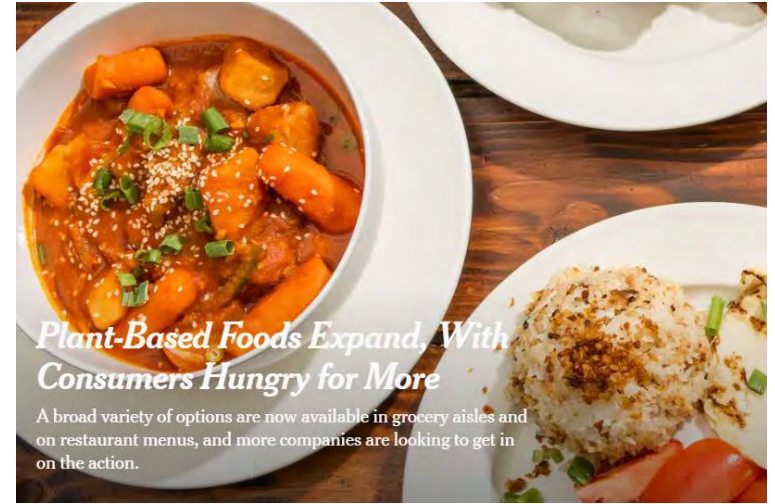 Plant-Based Foods Expand, With
Consumers Hungry for More
A broad variety of options are now available in grocery aisles and
on restaurant menus, and more companies are looking to get in
on the action.